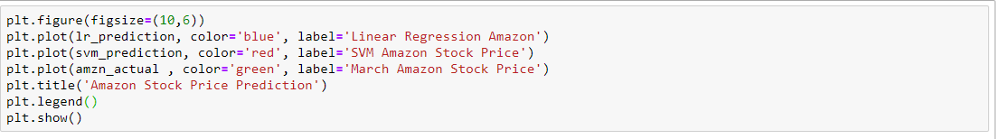 plt.figure(figsize=(10,6))
plt.plot(lr_prediction, color='blue', label='Linear Regression Amazon')
plt.plot(svm_prediction, color='red', label='SVM Amazon Stock Price')
plt.plot(amzn_actual , color='green', label='March Amazon Stock Price')
plt.title('Amazon Stock Price Prediction')
plt.legend()
plt.show()